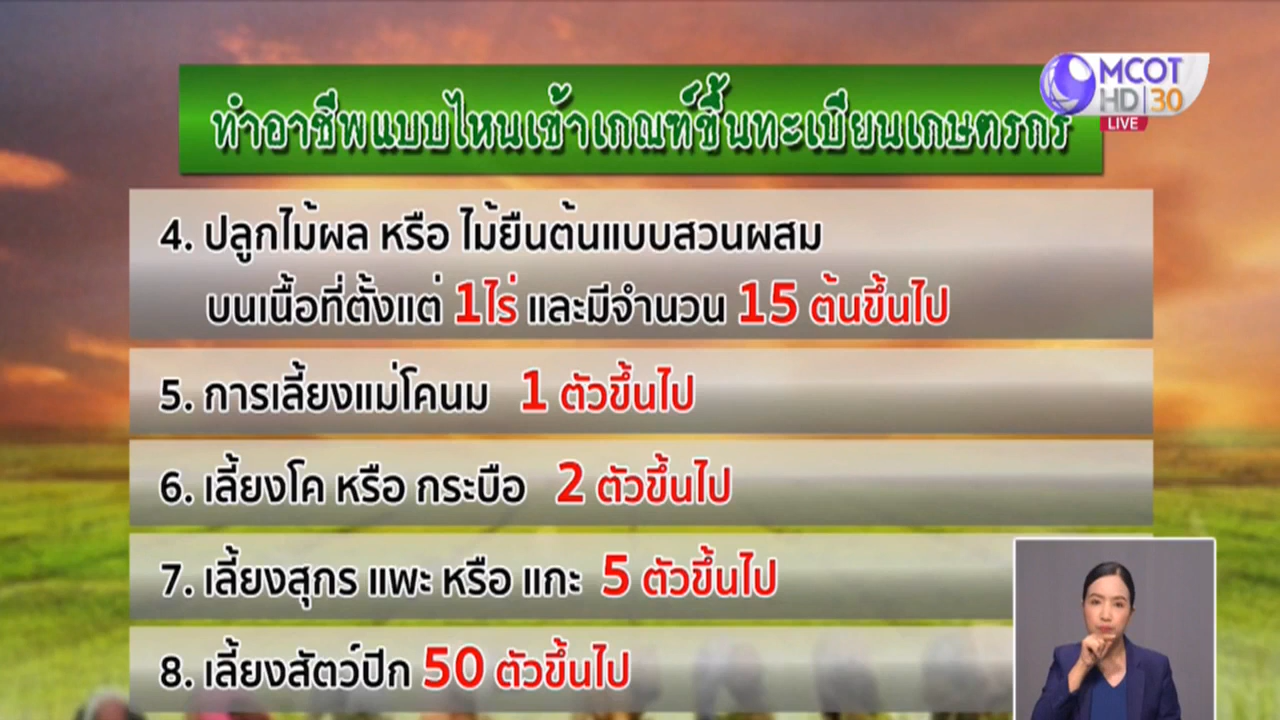 MCOT
HD 30
LIVE
ทำอาชีพแบบไหนเข้าเกณฑ์ขึ้นทะเบียนเกษตรกร
4. ปลูกไม้ผล หรือ ไม้ยืนต้นแบบสวนผสม
บนเนื้อที่ตั้งแต่ 1ไร่ และมีจำนวน 15 ต้นขึ้นไป
5. การเลี้ยงแม่โคนม 1 ตัวขึ้นไป
6. เลี้ยงโค หรือ กระบือ 2 ตัวขึ้นไป
7. เลี้ยงสุกร แพะ หรือ แกะ 5 ตัวขึ้นไป
8. เลี้ยงสัตว์ปีก 50 ตัวขึ้นไป